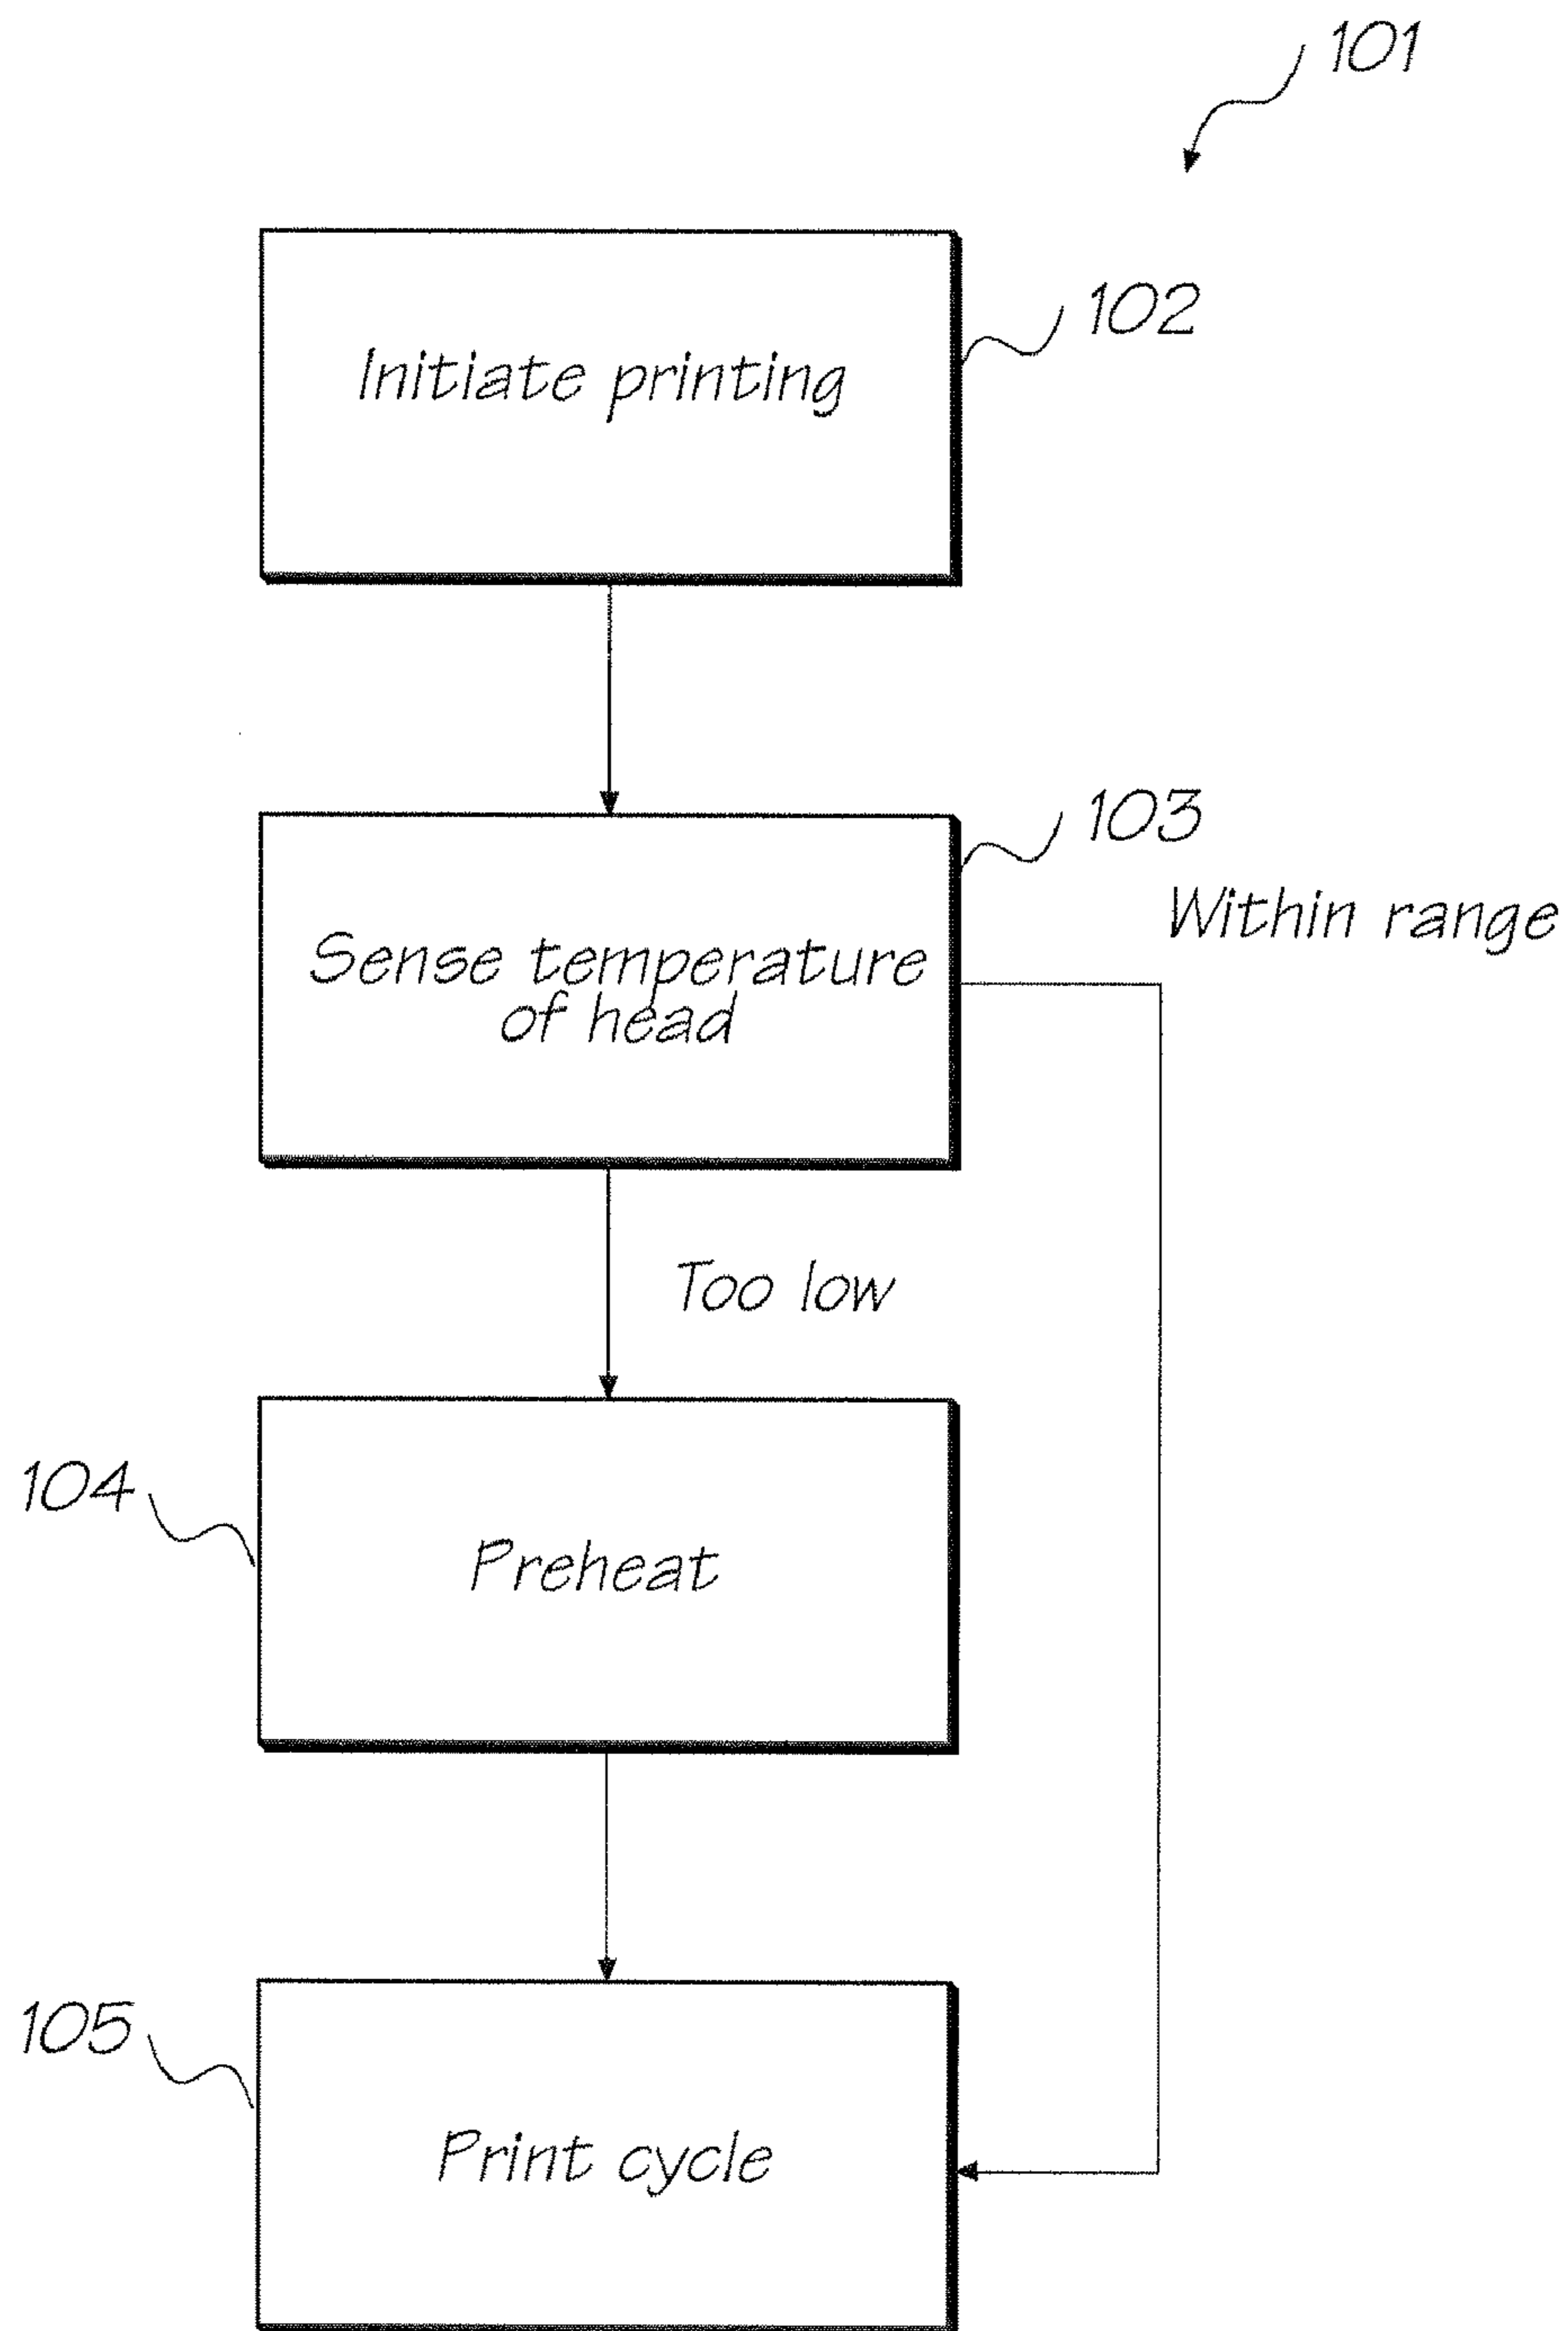 101
Initiate printing
102
Sense temperature
of head
103
Within range
Too low
104
Preheat
105
Print cycle